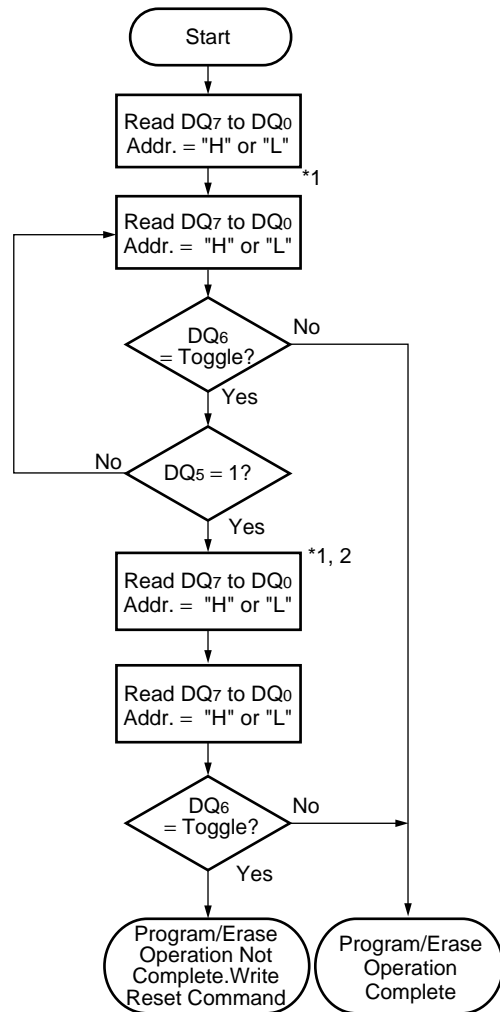 Start
Read DQ7 to DQ0
Addr. = "H" or "L"
*1
Read DQ7 to DQ0
Addr. = "H" or "L"
DQ6
= Toggle?
No
Yes
DQ5 = 1?
No
Yes
*1, 2
Read DQ7 to DQ0
Addr. = "H" or "L"
Read DQ7 to DQ0
Addr. = "H" or "L"
DQ6
= Toggle?
No
Yes
Program/Erase
Operation Not
Complete.Write
Reset Command
Program/Erase
Operation
Complete